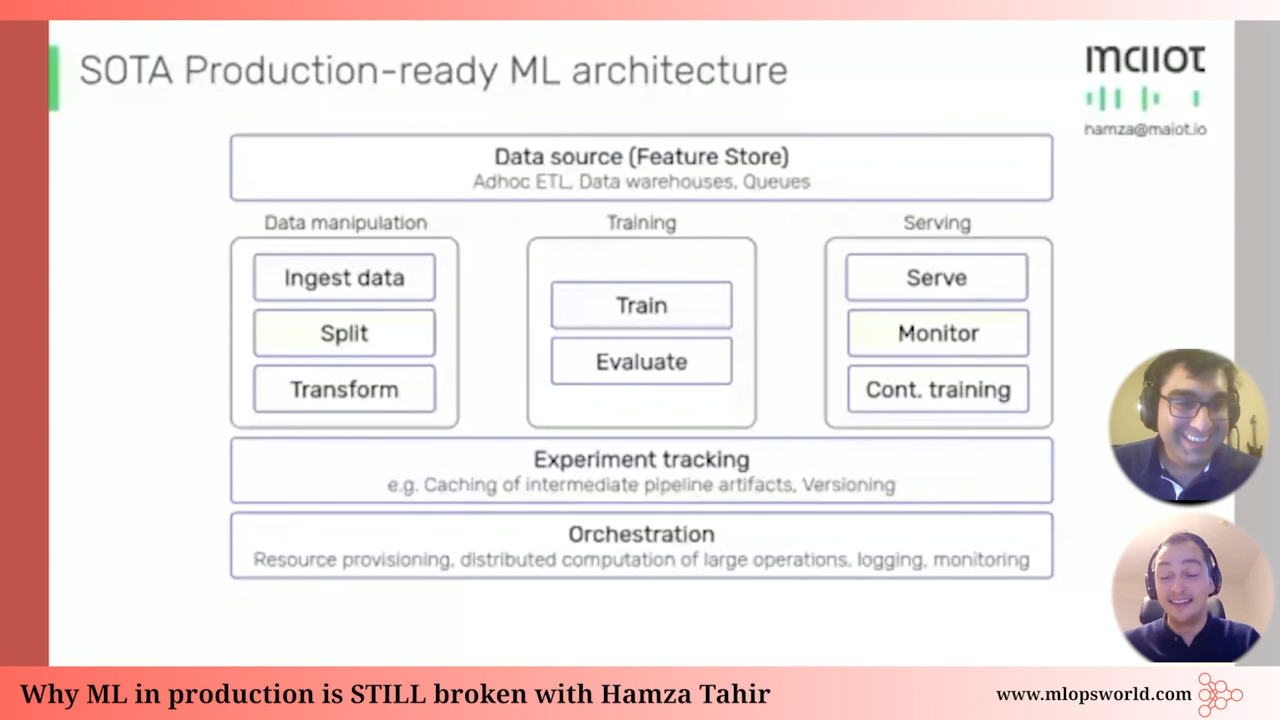 SOTA Production-ready ML architecture
maiot
hamza@maiot.io
Data source (Feature Store)
Adhoc ETL, Data warehouses, Queues
Data manipulation
Ingest data
Split
Transform
Training
Train
Evaluate
Serving
Serve
Monitor
Cont. training
Experiment tracking
e.g. Caching of intermediate pipeline artifacts, Versioning
Orchestration
Resource provisioning, distributed computation of large operations, logging, monitoring
Why ML in production is STILL broken with Hamza Tahir
www.mlopsworld.com